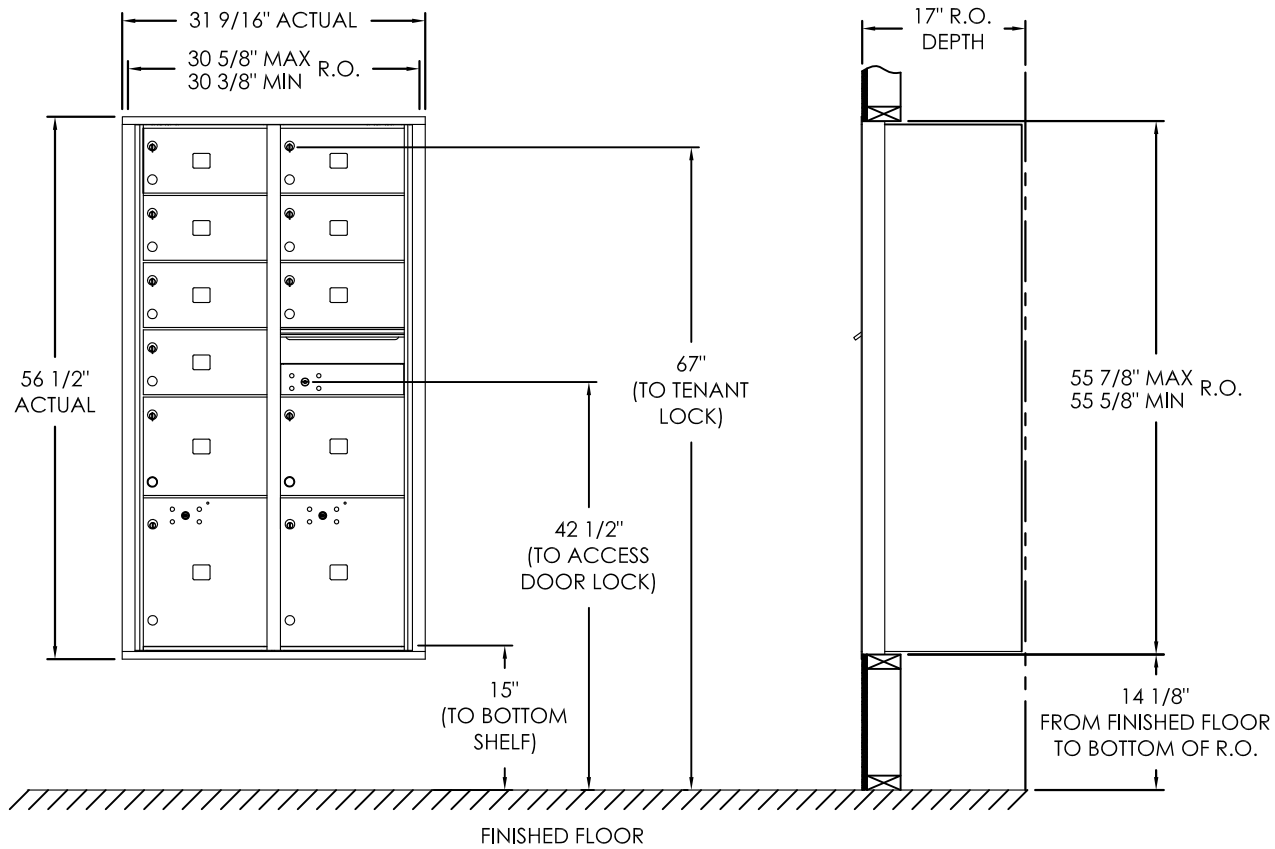 31 9/16" ACTUAL
30 5/8" MAX
30 3/8" MIN
R.O.
17" R.O.
DEPTH
56 1/2"
ACTUAL
67"
(TO TENANT
LOCK)
55 7/8" MAX
55 5/8" MIN
R.O.
42 1/2"
(TO ACCESS
DOOR LOCK)
15"
(TO BOTTOM
SHELF)
14 1/8"
FROM FINISHED FLOOR
TO BOTTOM OF R.O.
FINISHED FLOOR